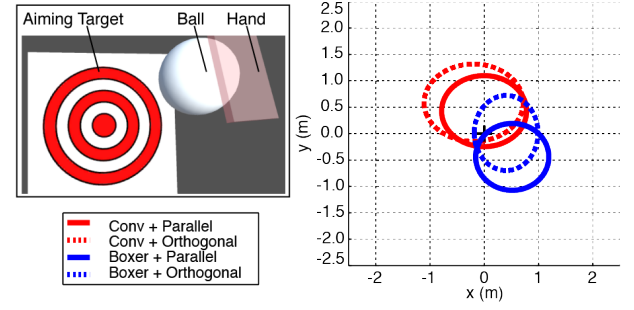 Aiming Target
Ball
Hand
Conv + Parallel
Conv + Orthogonal
Boxer + Parallel
Boxer + Orthogonal
2.5
2.0
1.5
1.0
0.5
0.0
-0.5
-1.0
-1.5
-2.0
-2.5
y (m)
-2
-1
0
1
2
x (m)